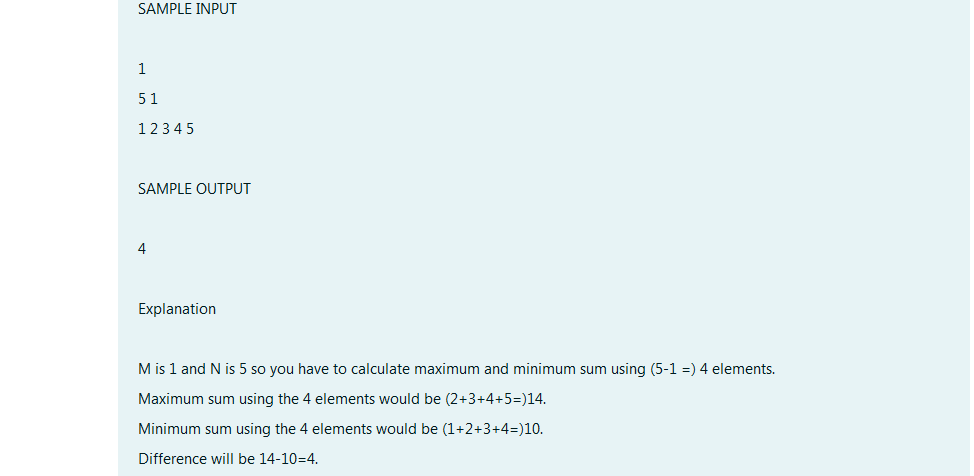 SAMPLE INPUT
1
5 1
1 2 3 4 5
SAMPLE OUTPUT
4
Explanation
M is 1 and N is 5 so you have to calculate maximum and minimum sum using (5-1 =) 4 elements.
Maximum sum using the 4 elements would be (2+3+4+5=)14.
Minimum sum using the 4 elements would be (1+2+3+4=)10.
Difference will be 14-10=4.